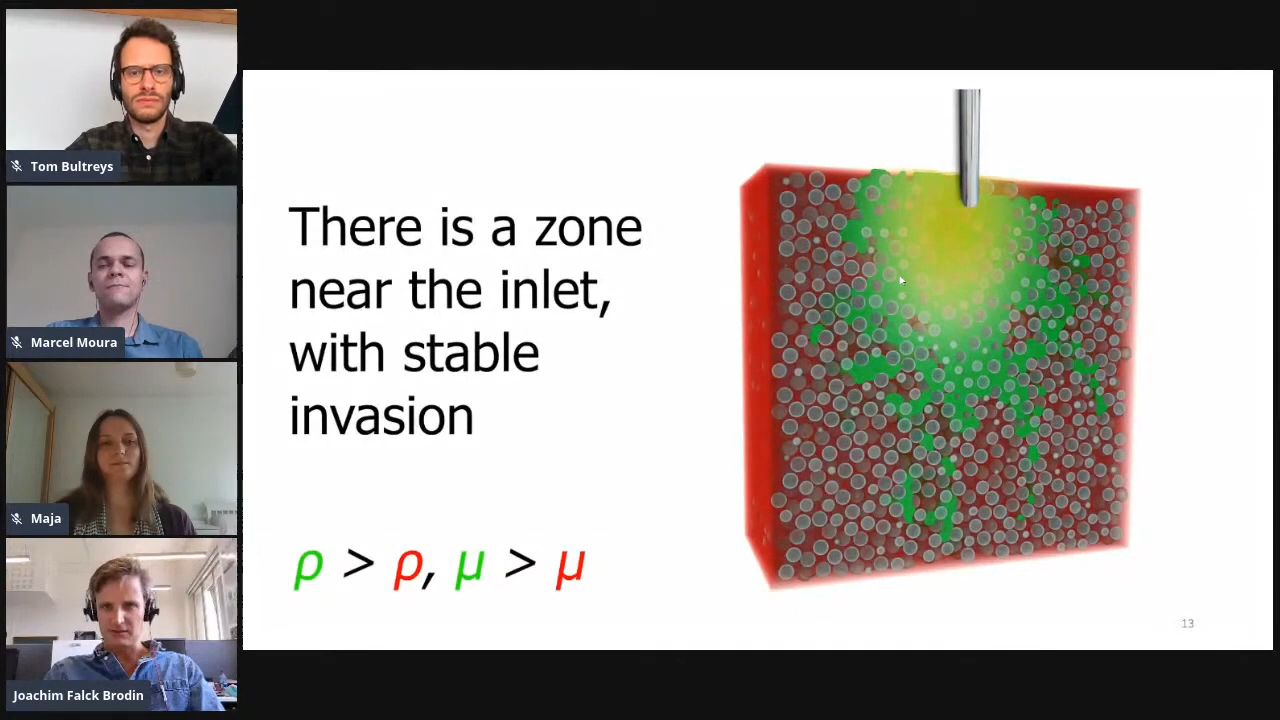 Tom Bultreys
Marcel Moura
Maja
Joachim Falck Brodin
There is a zone
near the inlet,
with stable
invasion
ρ > ρ, μ > μ
13